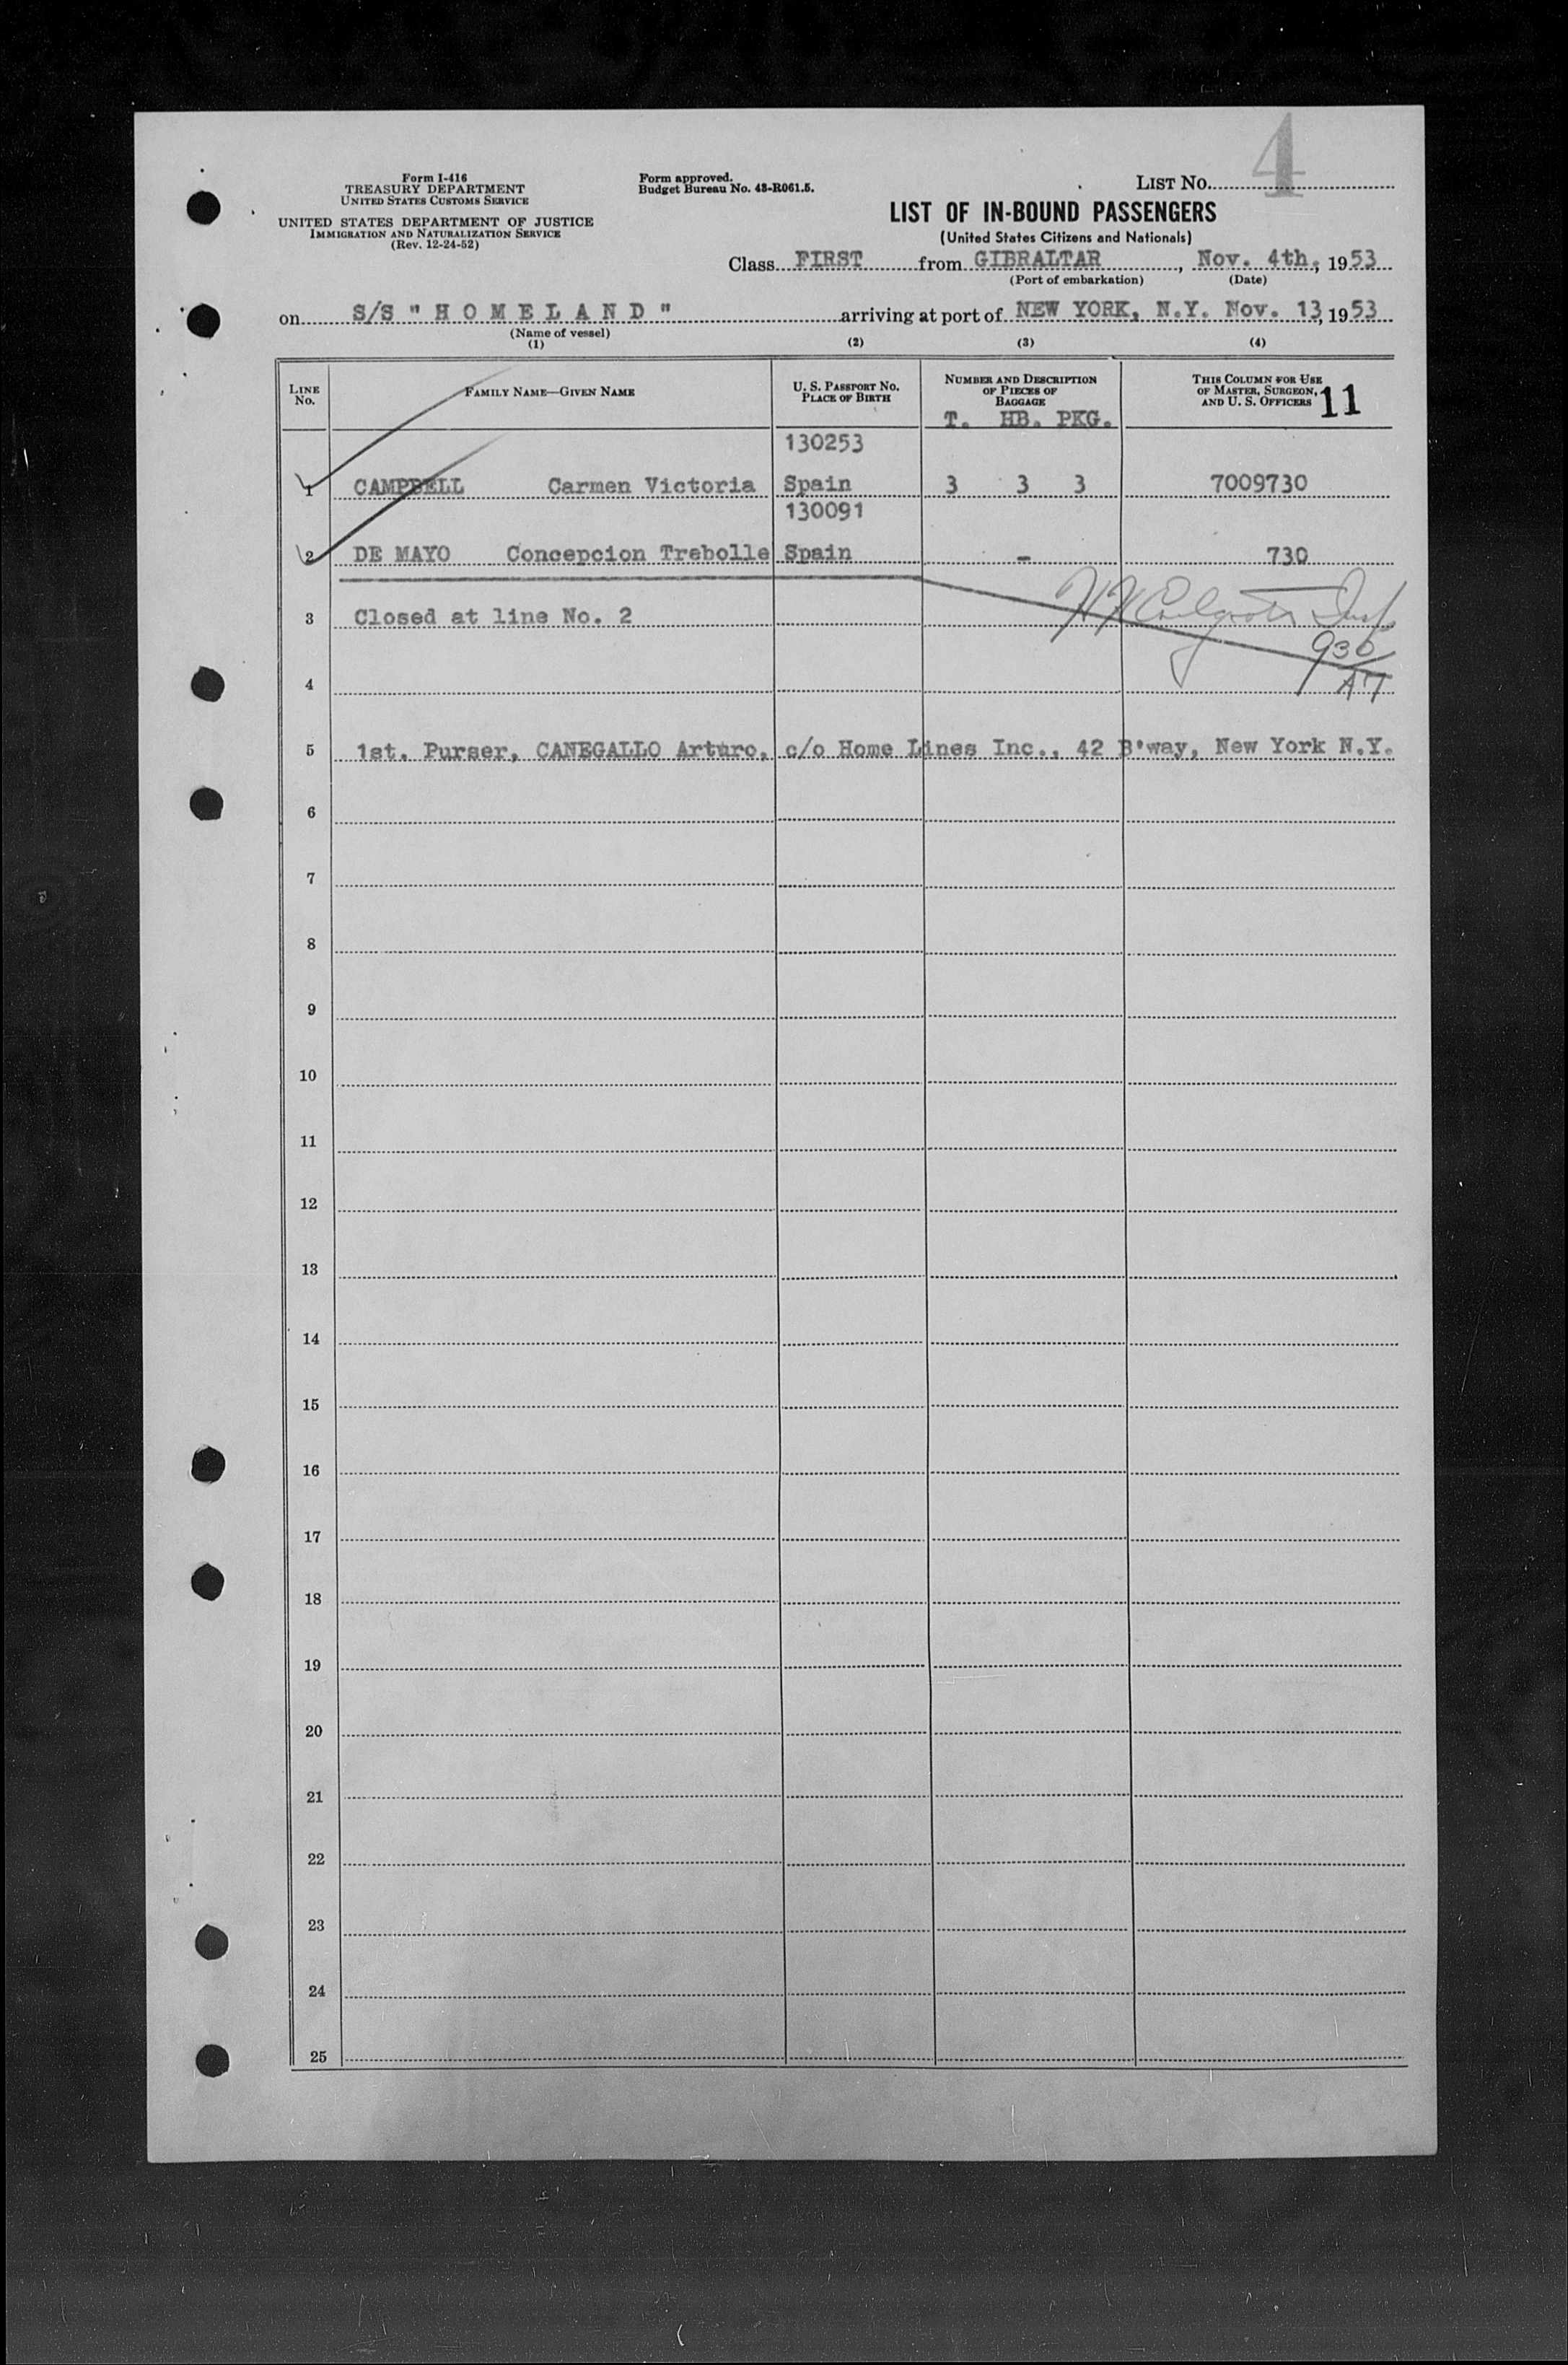 4
Form I-416
TREASURY DEPARTMENT
UNITED STATES CUSTOMS SERVICE
UNITED STATES DEPARTMENT OF JUSTICE
IMMIGRATION AND NATURALIZATION SERVICE
(Rev. 12-24-52)
Form approved.
Budget Bureau No. 43-R061.5.
LIST NO.
LIST OF IN-BOUND PASSENGERS
(United States Citizens and Nationals)
Class FIRST from GIBRALTAR, Nov. 4th, 1953
(Port of embarkation) (Date)
on S/S " H O M E L A N D " arriving at port of NEW YORK, N.Y. Nov. 13, 1953
(Name of vessel)
(1) (2) (3) (4)
LINE No. FAMILY NAME—GIVEN NAME U. S. PASSPORT NO. PLACE OF BIRTH NUMBER AND DESCRIPTION OF PIECES OF BAGGAGE THIS COLUMN FOR USE OF MASTER, SURGEON, AND U. S. OFFICERS 11
T. HB. PKG.
130253
1 CAMPBELL Carmen Victoria Spain 3 3 3 7009730
130091
2 DE MAYO Concepcion Trebolle Spain - 730
3 Closed at line No. 2
930
A7
4
5 1st. Purser, CANEGALLO Arturo, c/o Home Lines Inc., 42 B'way, New York N.Y.
6
7
8
9
10
11
12
13
14
15
16
17
18
19
20
21
22
23
24
25